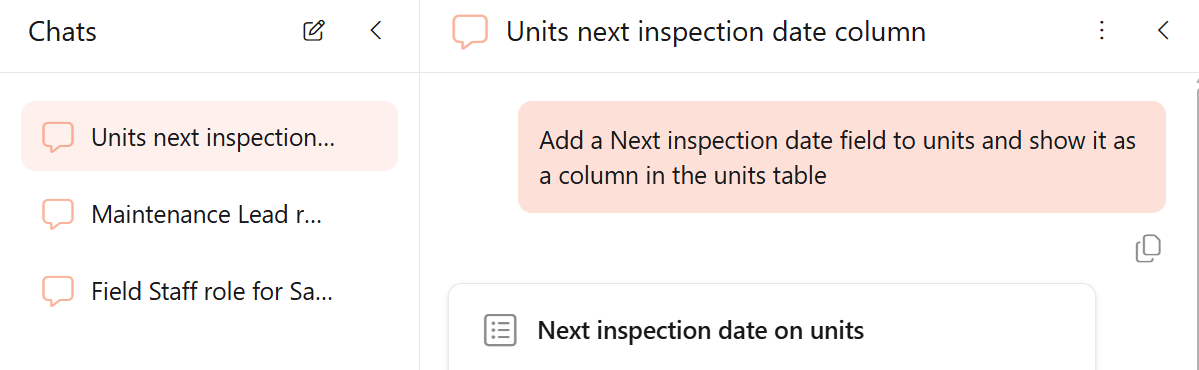 Chats
Units next inspection date column
Units next inspection...
Maintenance Lead r...
Field Staff role for Sa...
Add a Next inspection date field to units and show it as
a column in the units table
Next inspection date on units